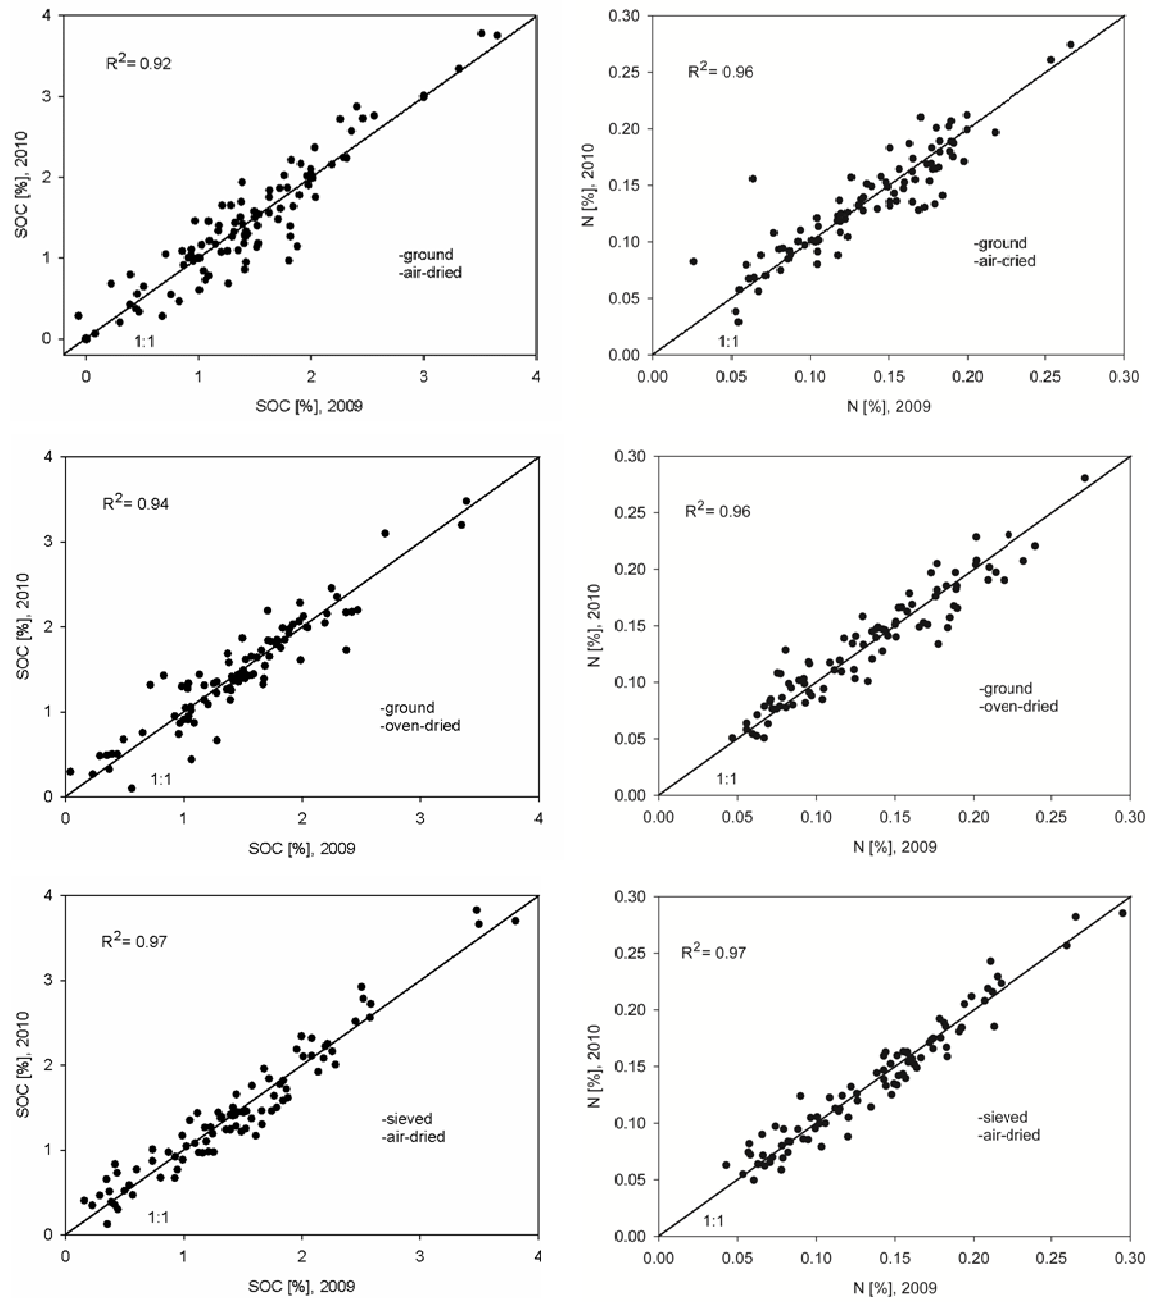 4
3
2
1
0
SOC [%], 2010
R2= 0.92
-ground
-air-dried
1:1
0 1 2 3 4
SOC [%], 2009
0.30
0.25
0.20
0.15
0.10
0.05
0.00
N [%], 2010
R2= 0.96
-ground
-air-cried
1:1
0.00 0.05 0.10 0.15 0.20 0.25 0.30
N [%], 2009
4
3
2
1
0
SOC [%], 2010
R2= 0.94
-ground
-oven-dried
1:1
0 1 2 3 4
SOC [%], 2009
0.30
0.25
0.20
0.15
0.10
0.05
0.00
N [%], 2010
R2= 0.96
-ground
-oven-dried
1:1
0.00 0.05 0.10 0.15 0.20 0.25 0.30
N [%], 2009
4
3
2
1
0
SOC [%], 2010
R2= 0.97
-sieved
-air-dried
1:1
0 1 2 3 4
SOC [%], 2009
0.30
0.25
0.20
0.15
0.10
0.05
0.00
N [%], 2010
R2= 0.97
-sieved
-air-dried
1:1
0.00 0.05 0.10 0.15 0.20 0.25 0.30
N [%], 2009